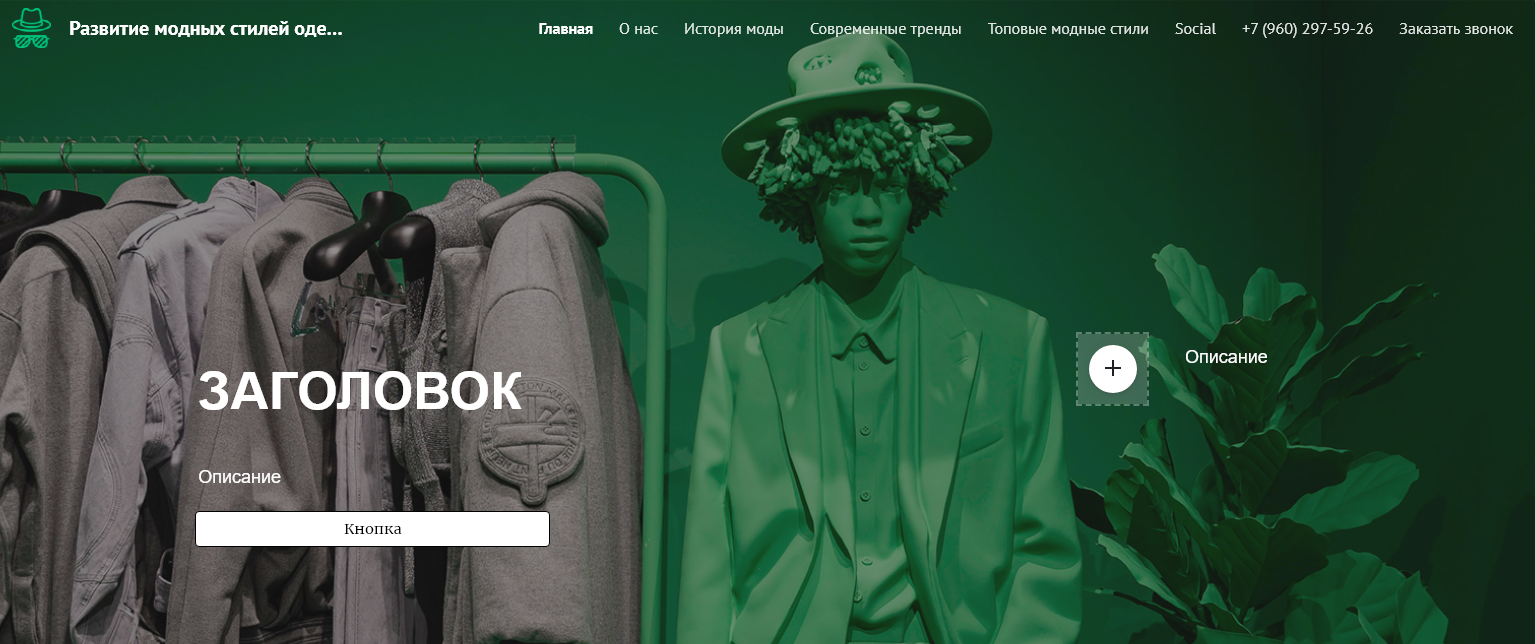 Развитие модных стилей оде...
Главная О нас История моды Современные тренды Топовые модные стили Social +7 (960) 297-59-26 Заказать звонок
Описание
ЗАГОЛОВОК
Описание
Кнопка